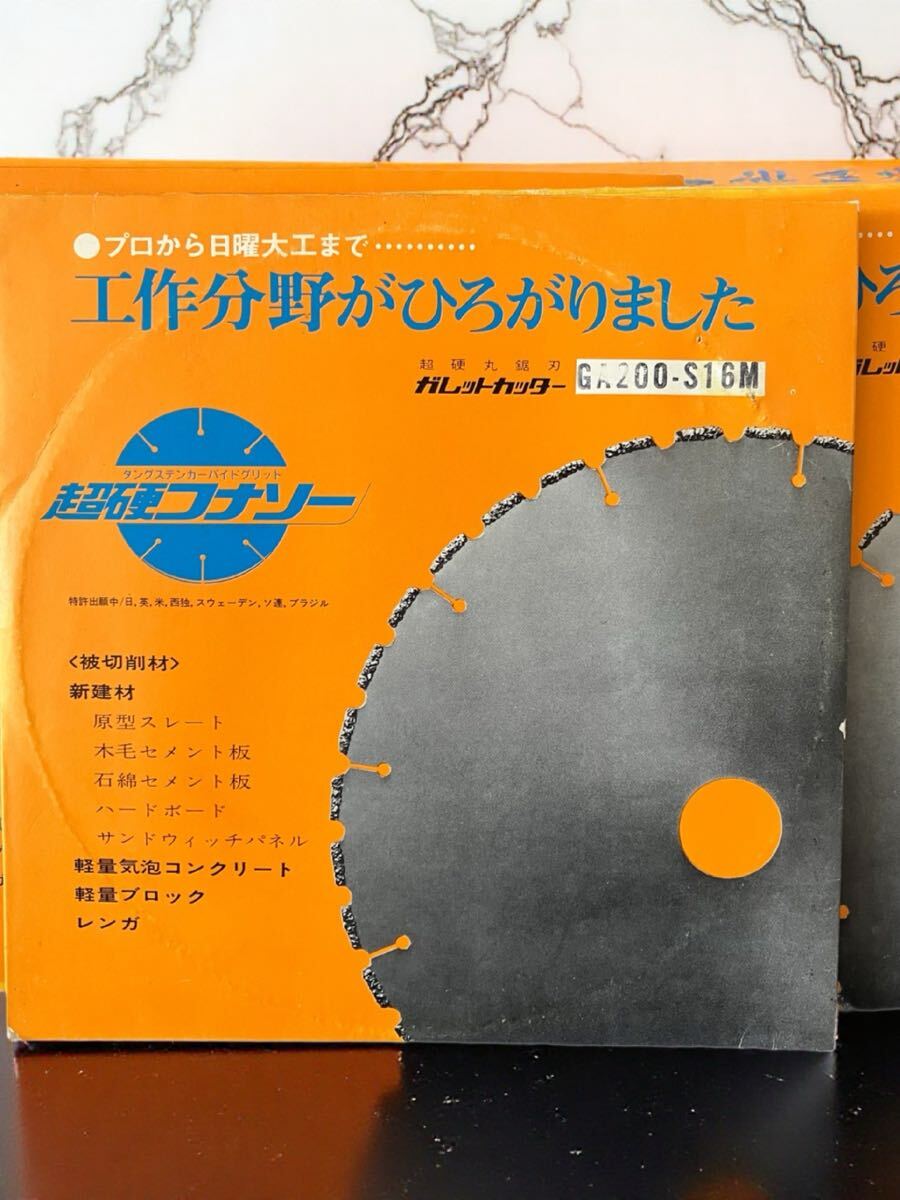 ●プロから日曜大工まで‥‥‥‥‥
工作分野がひろがりました
超硬丸鋸刃
ガレットカッター GA200-S16M
タングステンカーバイドグリット
超硬コナソー
特許出願中/日,英,米,西独,スウェーデン,ソ連,ブラジル
〈被切削材〉
新建材
原型スレート
木毛セメント板
石綿セメント板
ハードボード
サンドウィッチパネル
軽量気泡コンクリート
軽量ブロック
レンガ
ろ
硬